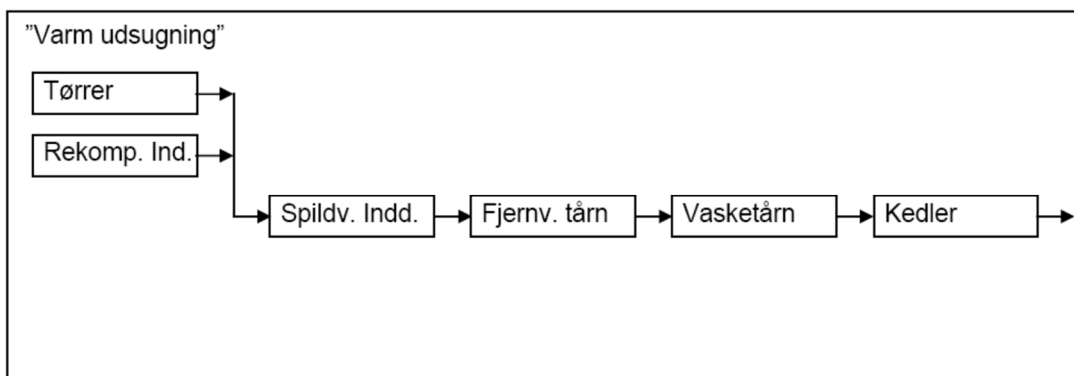 ”Varm udsugning”
Tørrer
Rekomp. Ind.
Spildv. Indd.
Fjernv. tårn
Vasketårn
Kedler